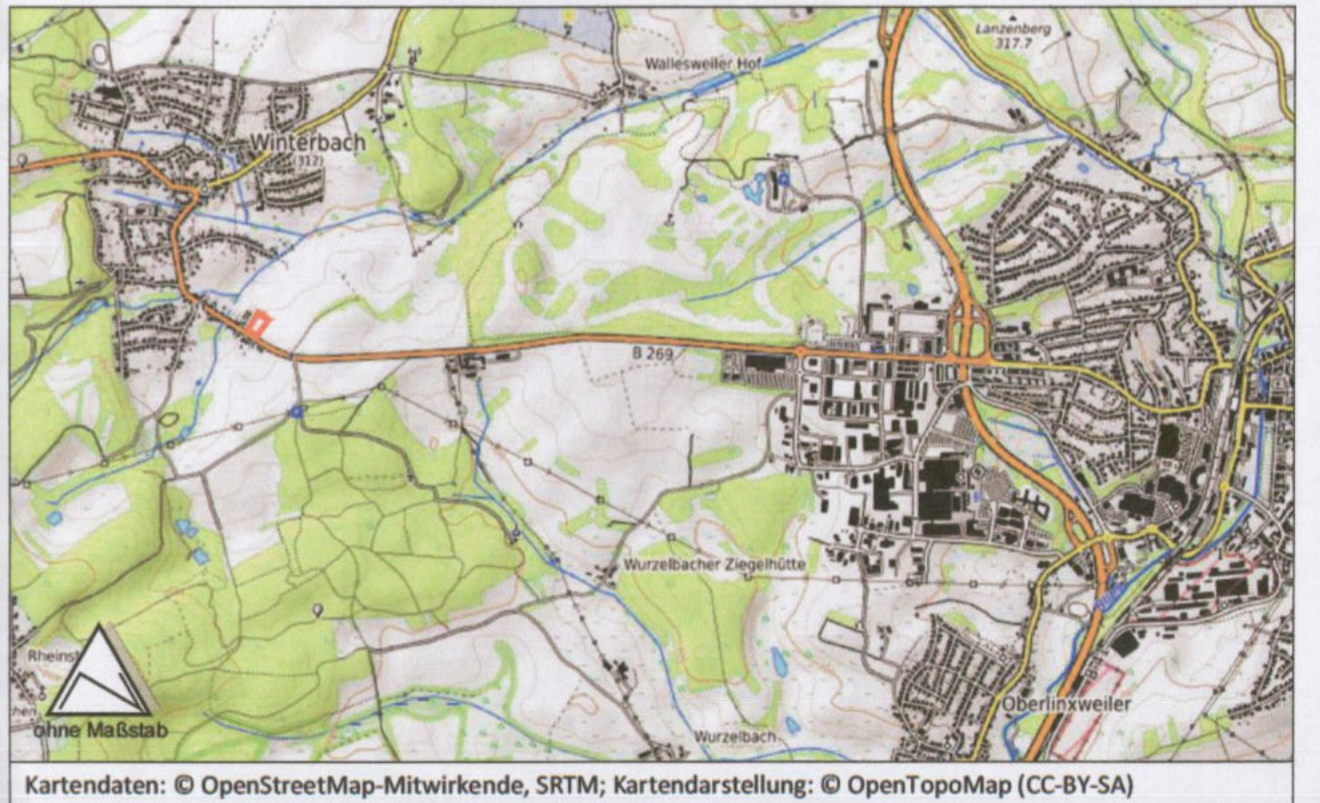 Lanzenberg
317.7
Wallesweiler Hof
Winterbach
(312)
B 269
Wurzelbacher Ziegelhütte
Rheinst
hen
Oberlinxweiler
ohne Maßstab
Wurzelbach
Kartendaten: © OpenStreetMap-Mitwirkende, SRTM; Kartendarstellung: © OpenTopoMap (CC-BY-SA)